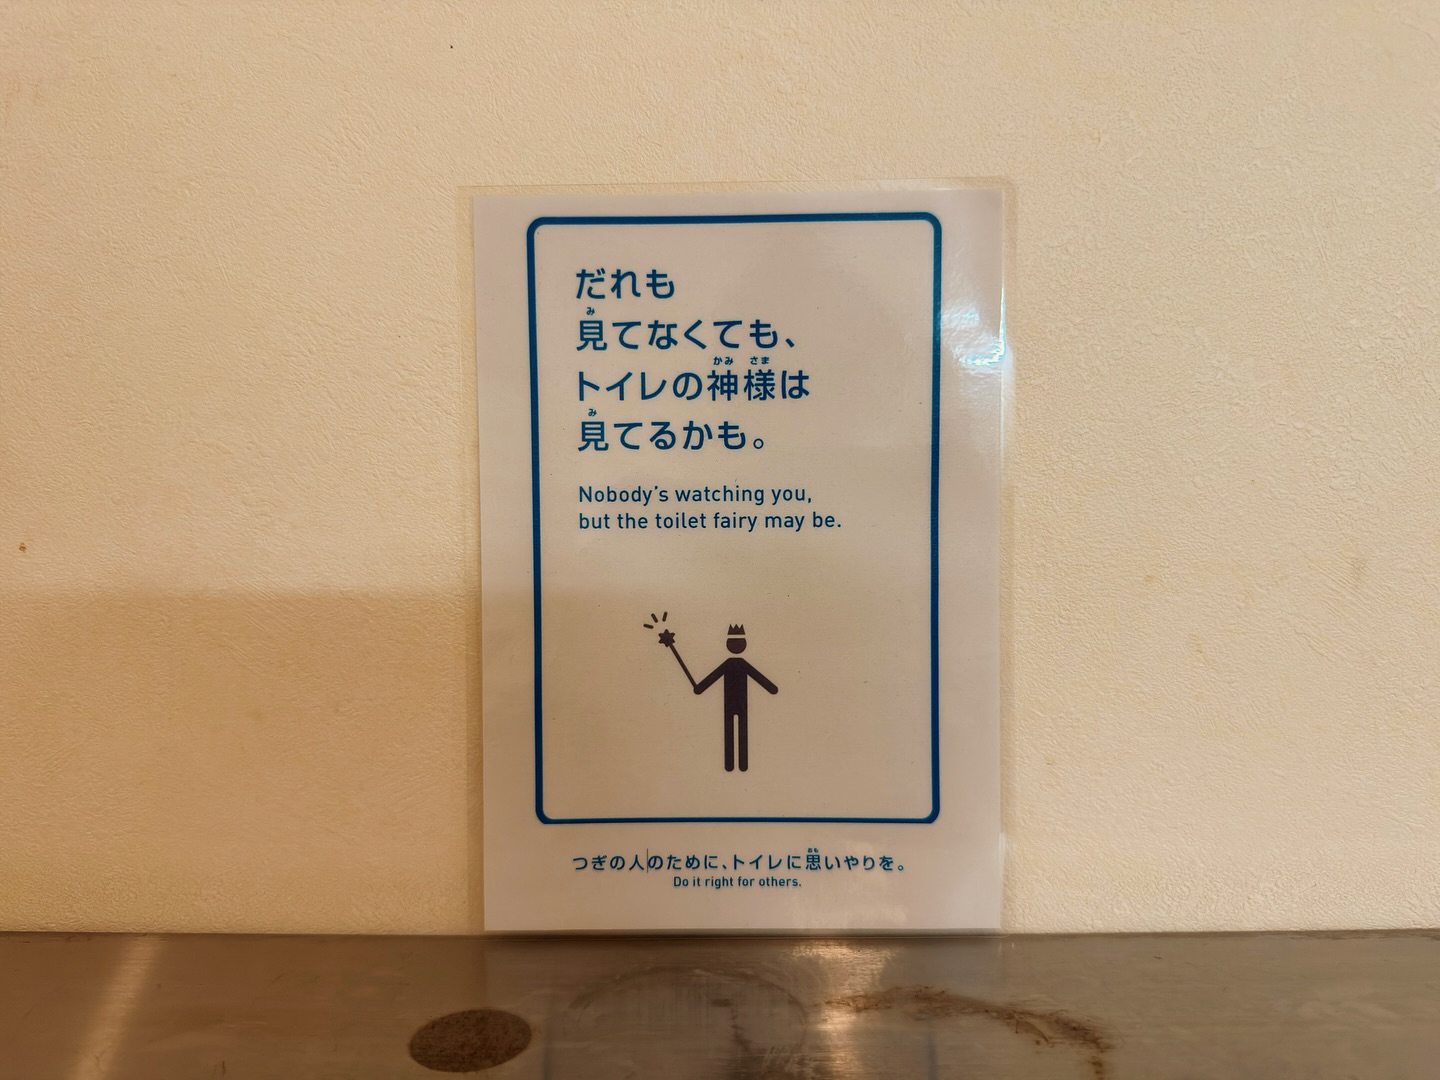 だれも
見てなくても、
トイレの神様は
見てるかも。
Nobody's watching you,
but the toilet fairy may be.
つぎの人のために、トイレに思いやりを。
Do it right for others.